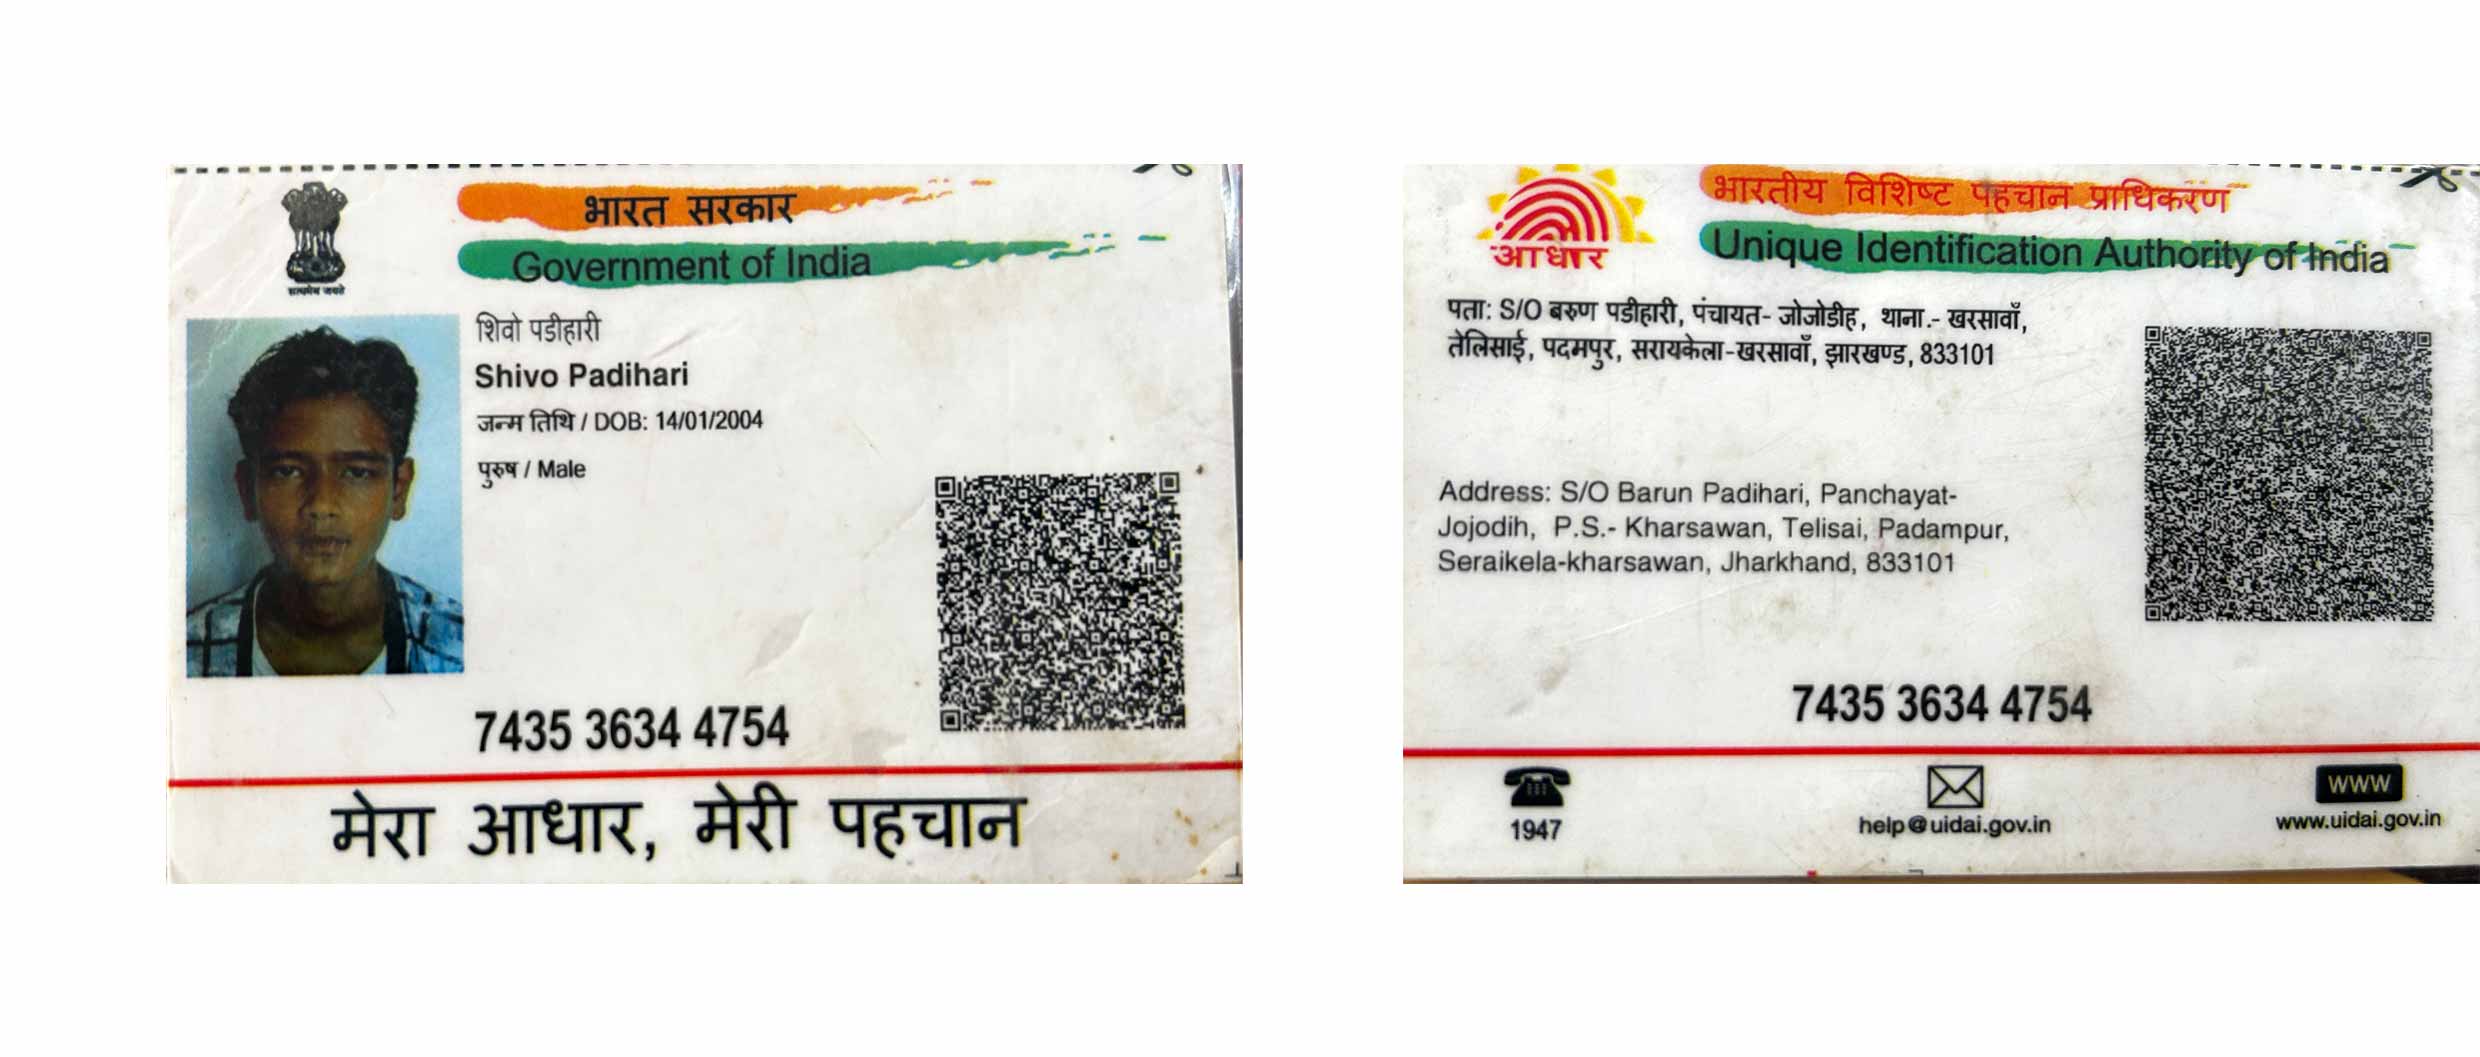 भारत सरकार
Government of India
सत्यमेव जयते
शिवो पडीहारी
Shivo Padihari
जन्म तिथि / DOB: 14/01/2004
पुरुष / Male
7435 3634 4754
मेरा आधार, मेरी पहचान
भारतीय विशिष्ट पहचान प्राधिकरण
Unique Identification Authority of India
आधार
पता: S/O बरुण पडीहारी, पंचायत- जोजोडीह, थाना.- खरसावाँ,
तेलिसाई, पदमपुर, सरायकेला-खरसावाँ, झारखण्ड, 833101
Address: S/O Barun Padihari, Panchayat-
Jojodih, P.S.- Kharsawan, Telisai, Padampur,
Seraikela-kharsawan, Jharkhand, 833101
7435 3634 4754
1947
help@uidai.gov.in
WWW
www.uidai.gov.in